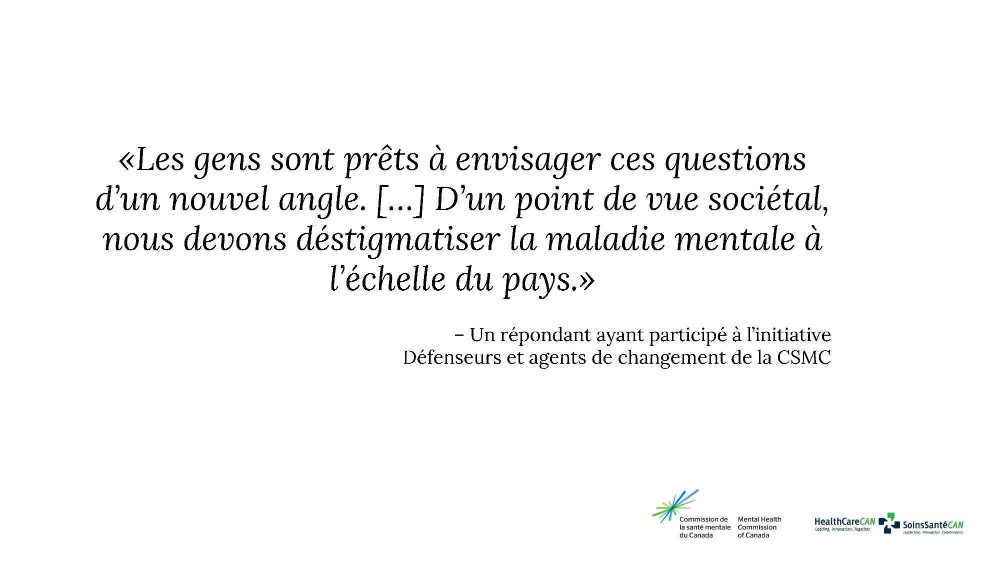 «Les gens sont prêts à envisager ces questions
d’un nouvel angle. […] D’un point de vue sociétal,
nous devons déstigmatiser la maladie mentale à
l’échelle du pays.»
– Un répondant ayant participé à l’initiative
Défenseurs et agents de changement de la CSMC
Commission de
la santé mentale
du Canada
Mental Health
Commission
of Canada
HealthCareCAN
Leading. Innovation. Together.
SoinsSantéCAN
Leadership. Innovation. Collaboration.